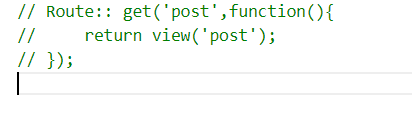 // Route:: get('post',function(){
//     return view('post');
// });